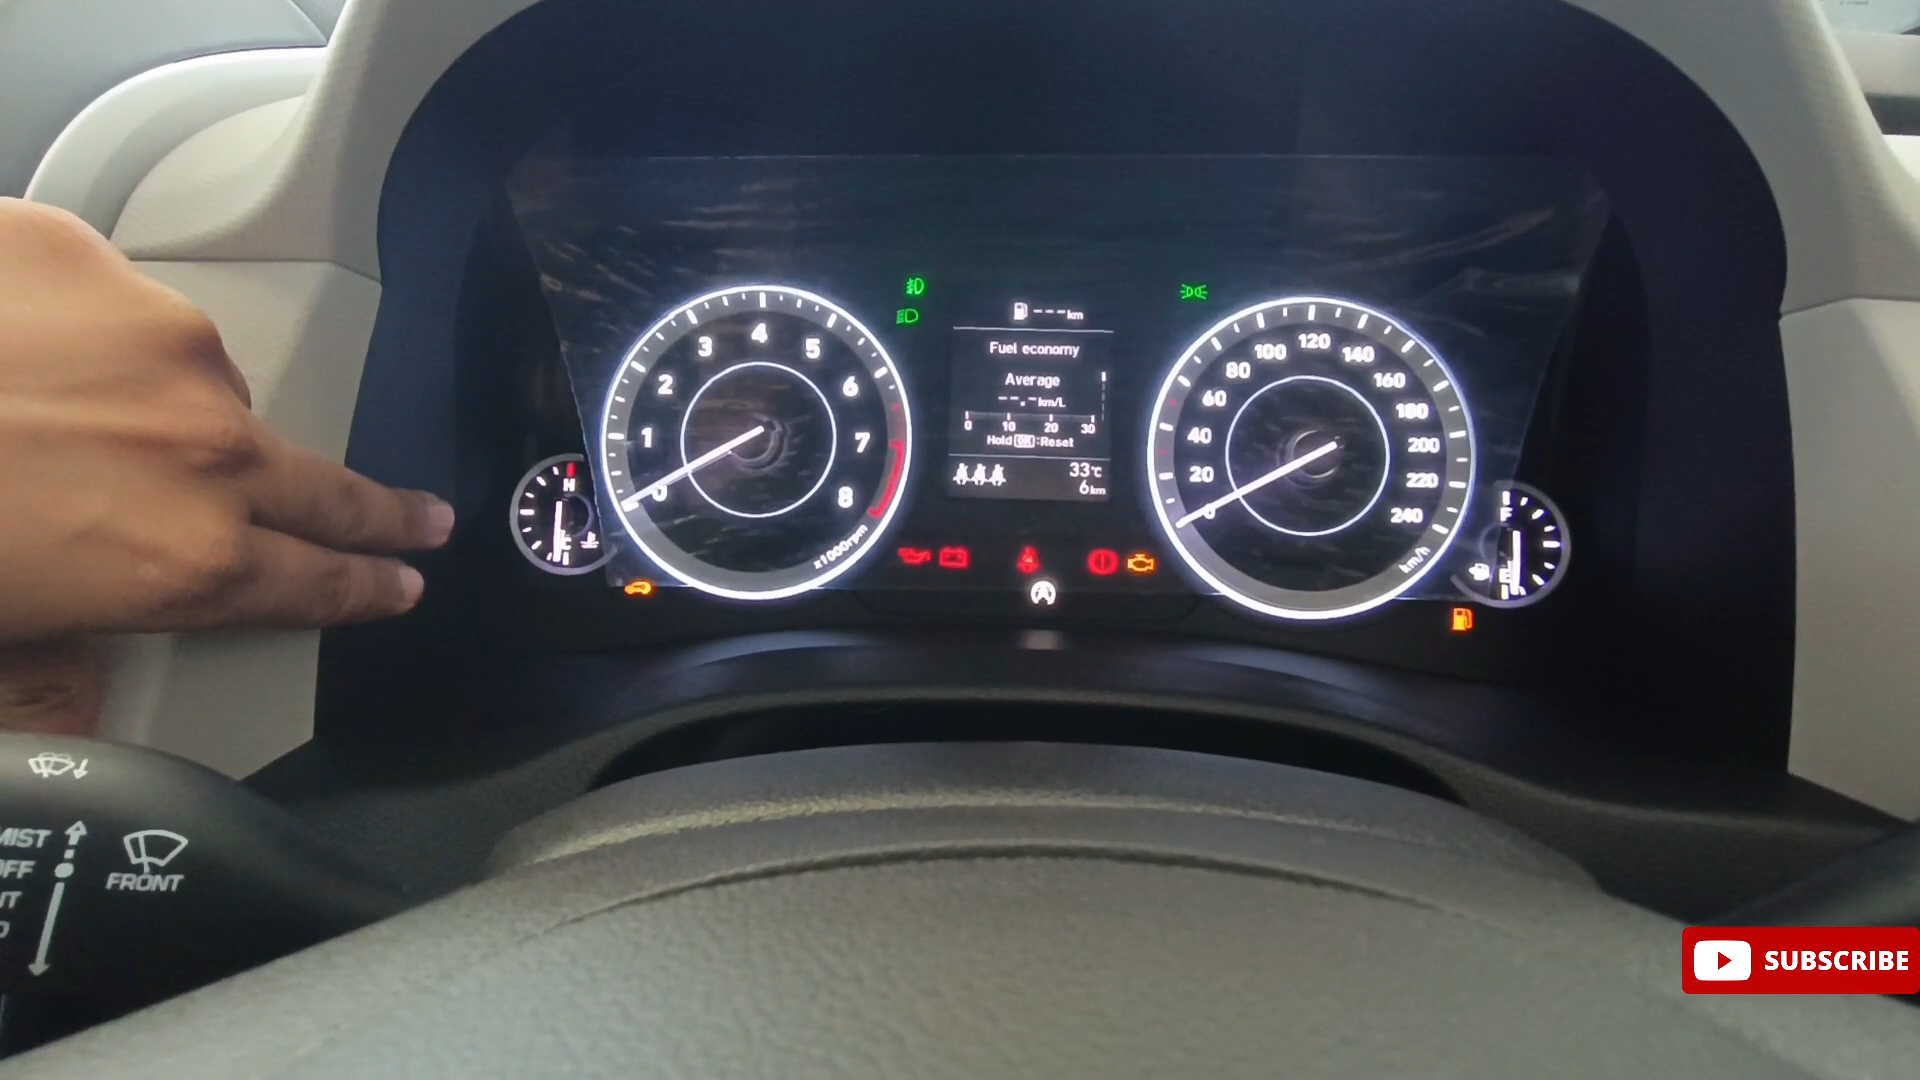 ---km
Fuel economy
Average
--.-km/L
0 10 20 30
Hold OK :Reset
33℃
6km
0
1
2
3
4
5
6
7
8
x1000rpm
H
C
0
20
40
60
80
100
120
140
160
180
200
220
240
km/h
F
E
MIST
OFF
FRONT
SUBSCRIBE